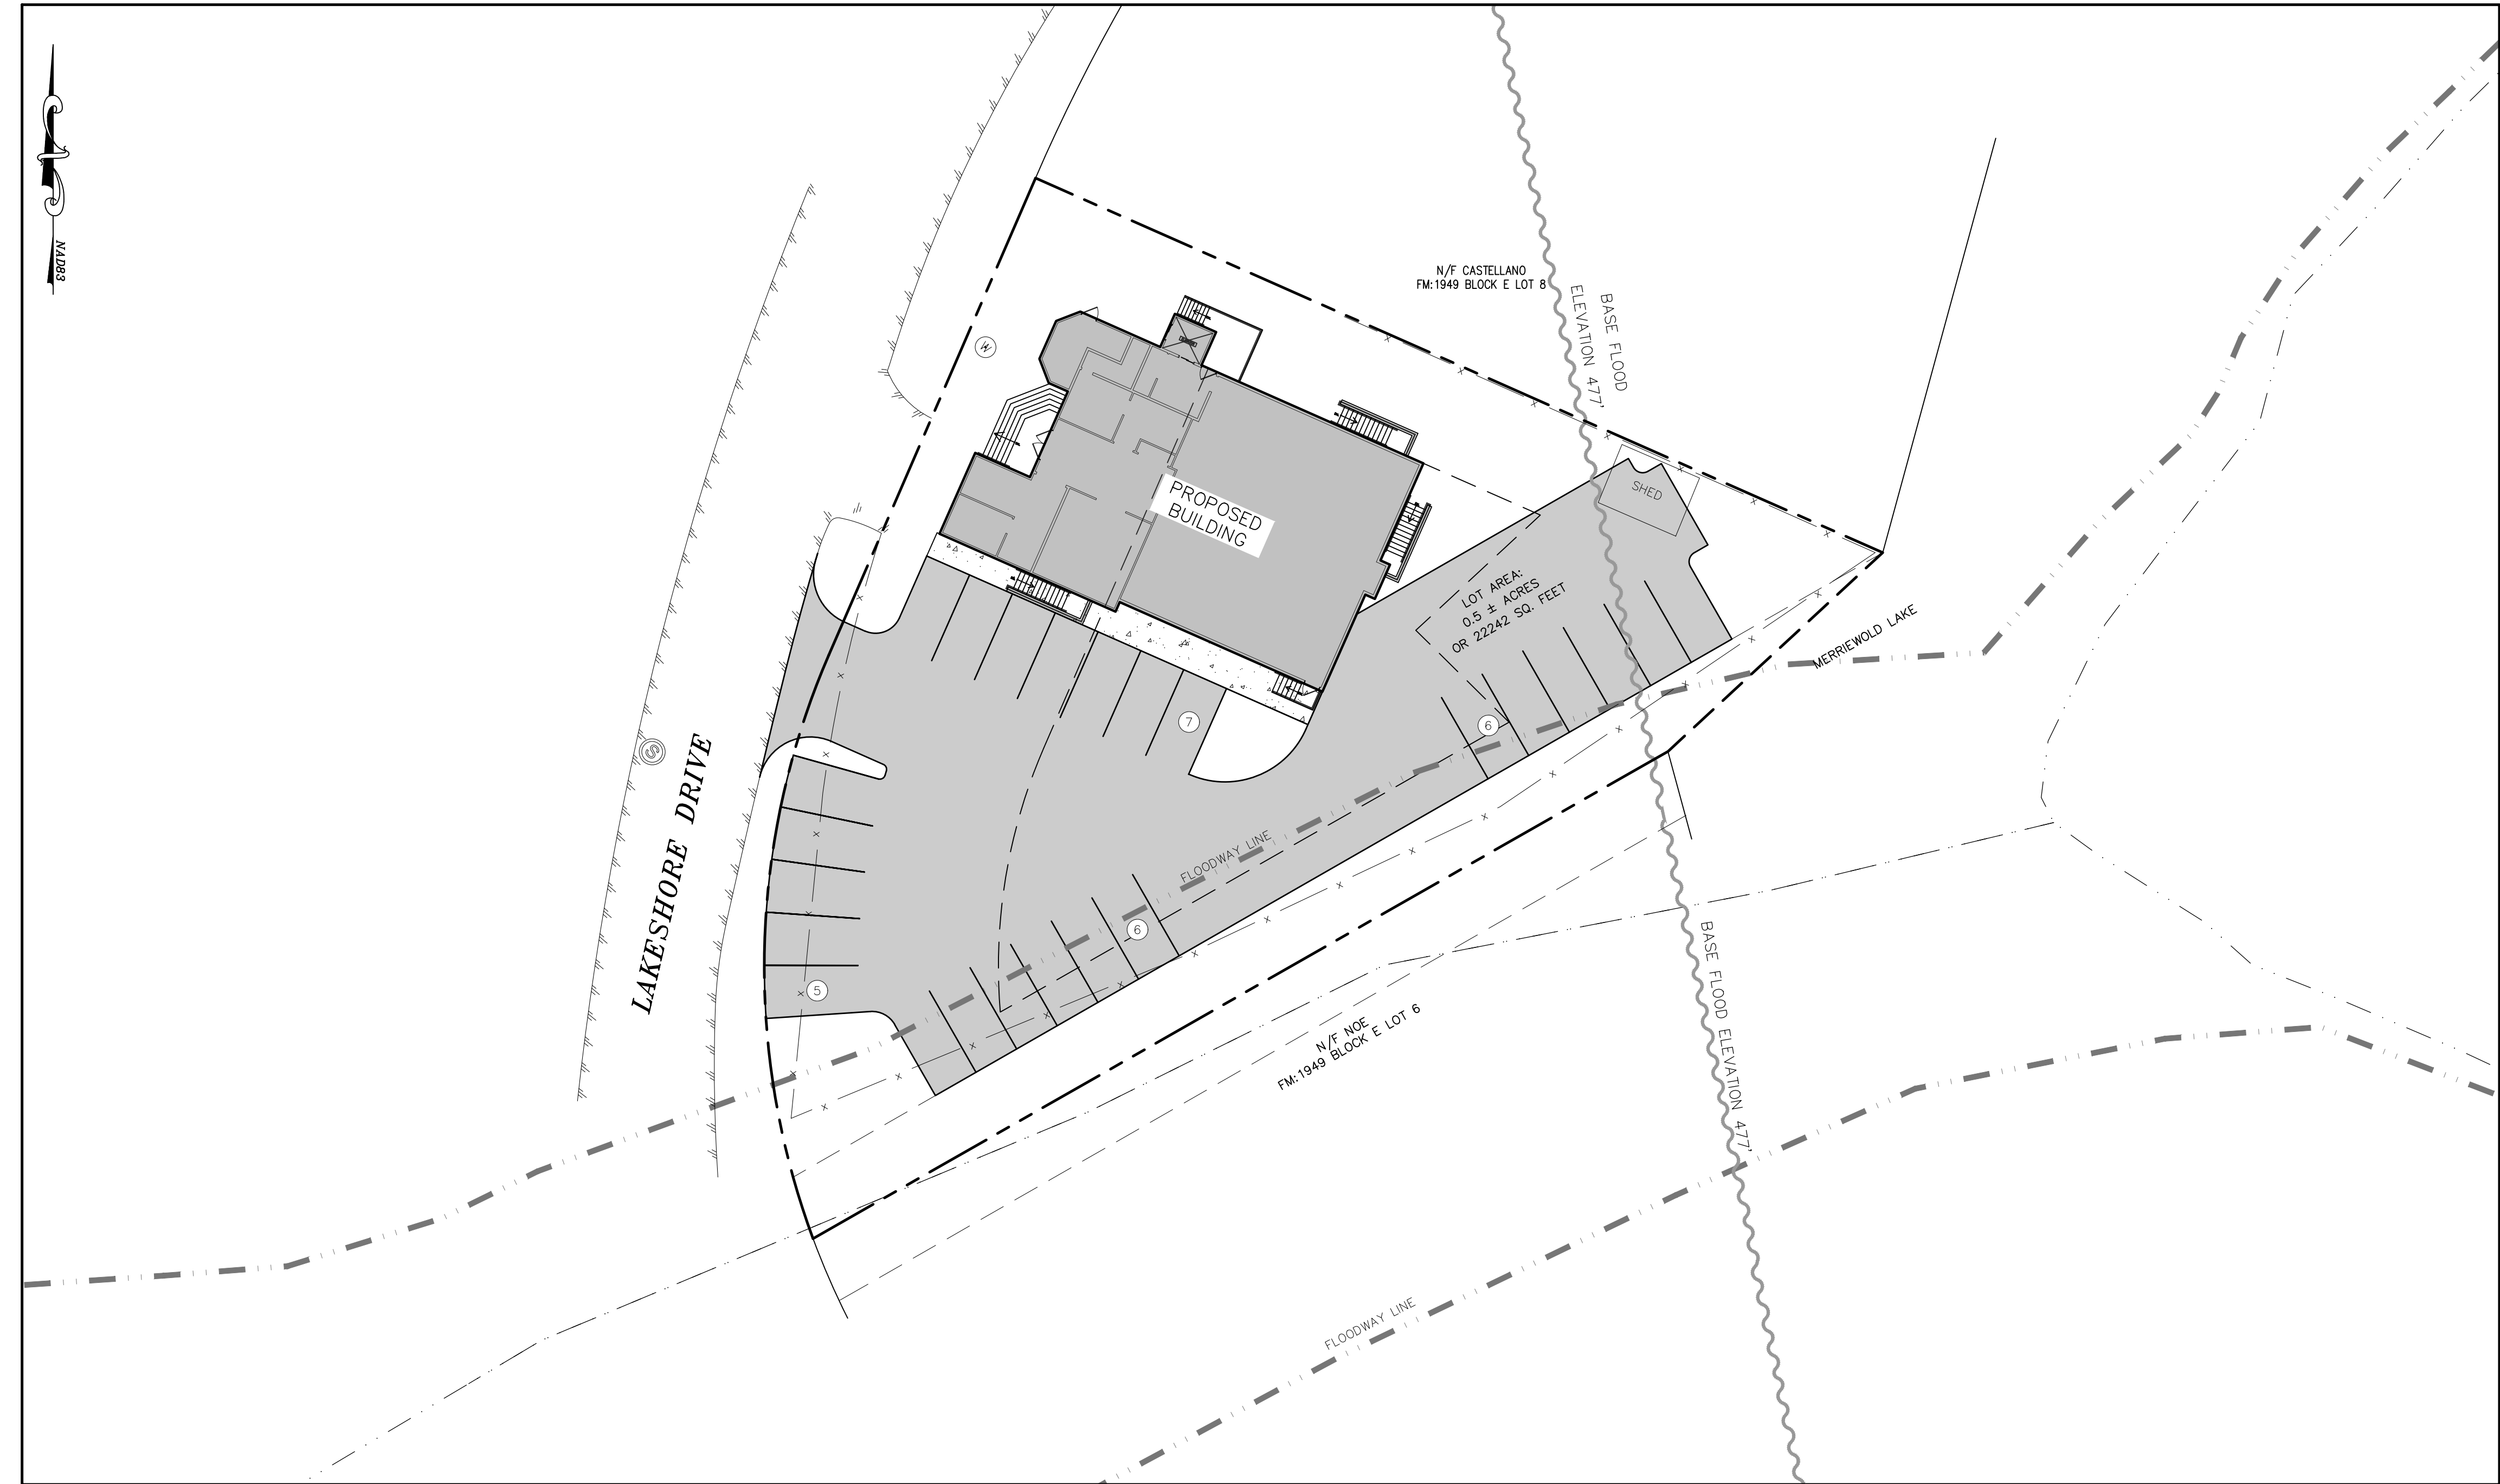 NAD83
N/F CASTELLANO
FM:1949 BLOCK E LOT 8
BASE FLOOD
ELEVATION 477'
W
PROPOSED
BUILDING
SHED
LOT AREA:
0.5 ± ACRES
OR 22242 SQ. FEET
MERRIEWOLD LAKE
7
6
S
LAKESHORE DRIVE
FLOODWAY LINE
6
5
BASE FLOOD ELEVATION 477'
N/F NOE
FM:1949 BLOCK E LOT 6
FLOODWAY LINE